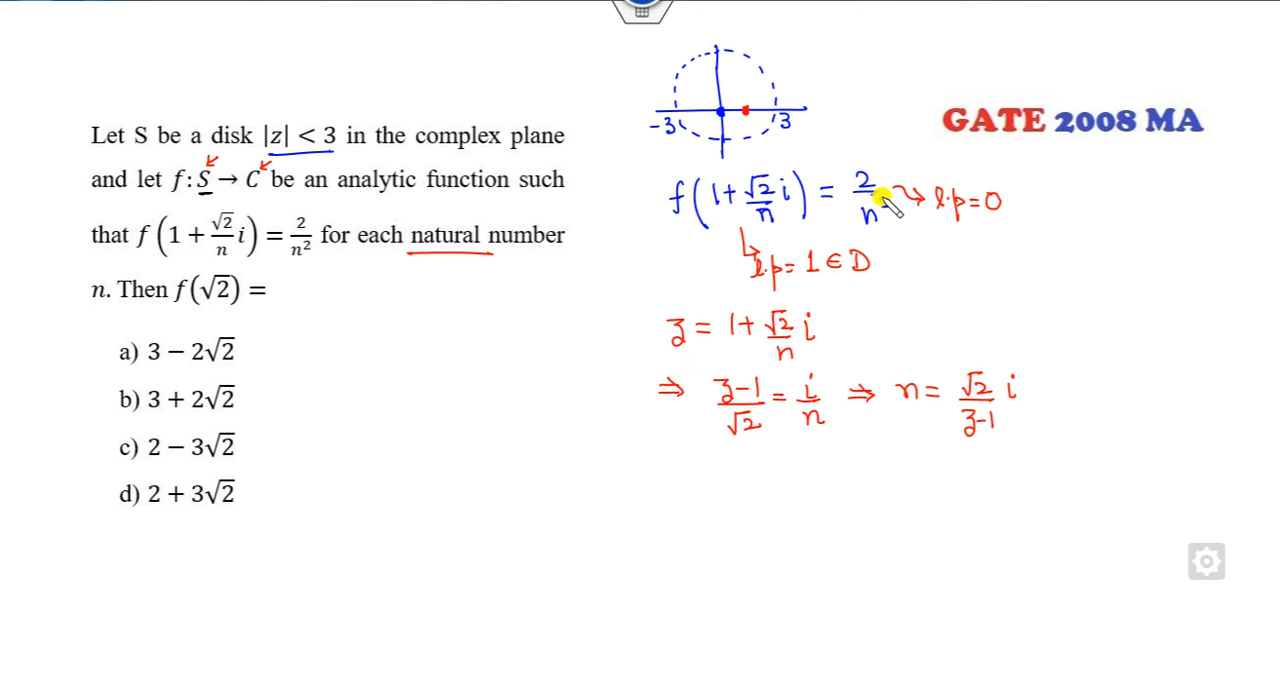 Let S be a disk |z| < 3 in the complex plane
and let f: S → C be an analytic function such
that f(1 + √2/n i) = 2/n² for each natural number
n. Then f(√2) =
a) 3 − 2√2
b) 3 + 2√2
c) 2 − 3√2
d) 2 + 3√2
GATE 2008 MA
-3 3
f(1 + √2/n i) = 2/n² → l.p = 0
l.p = 1 ∈ D
z = 1 + √2/n i
⇒ z-1/√2 = i/n ⇒ n = √2/z-1 i